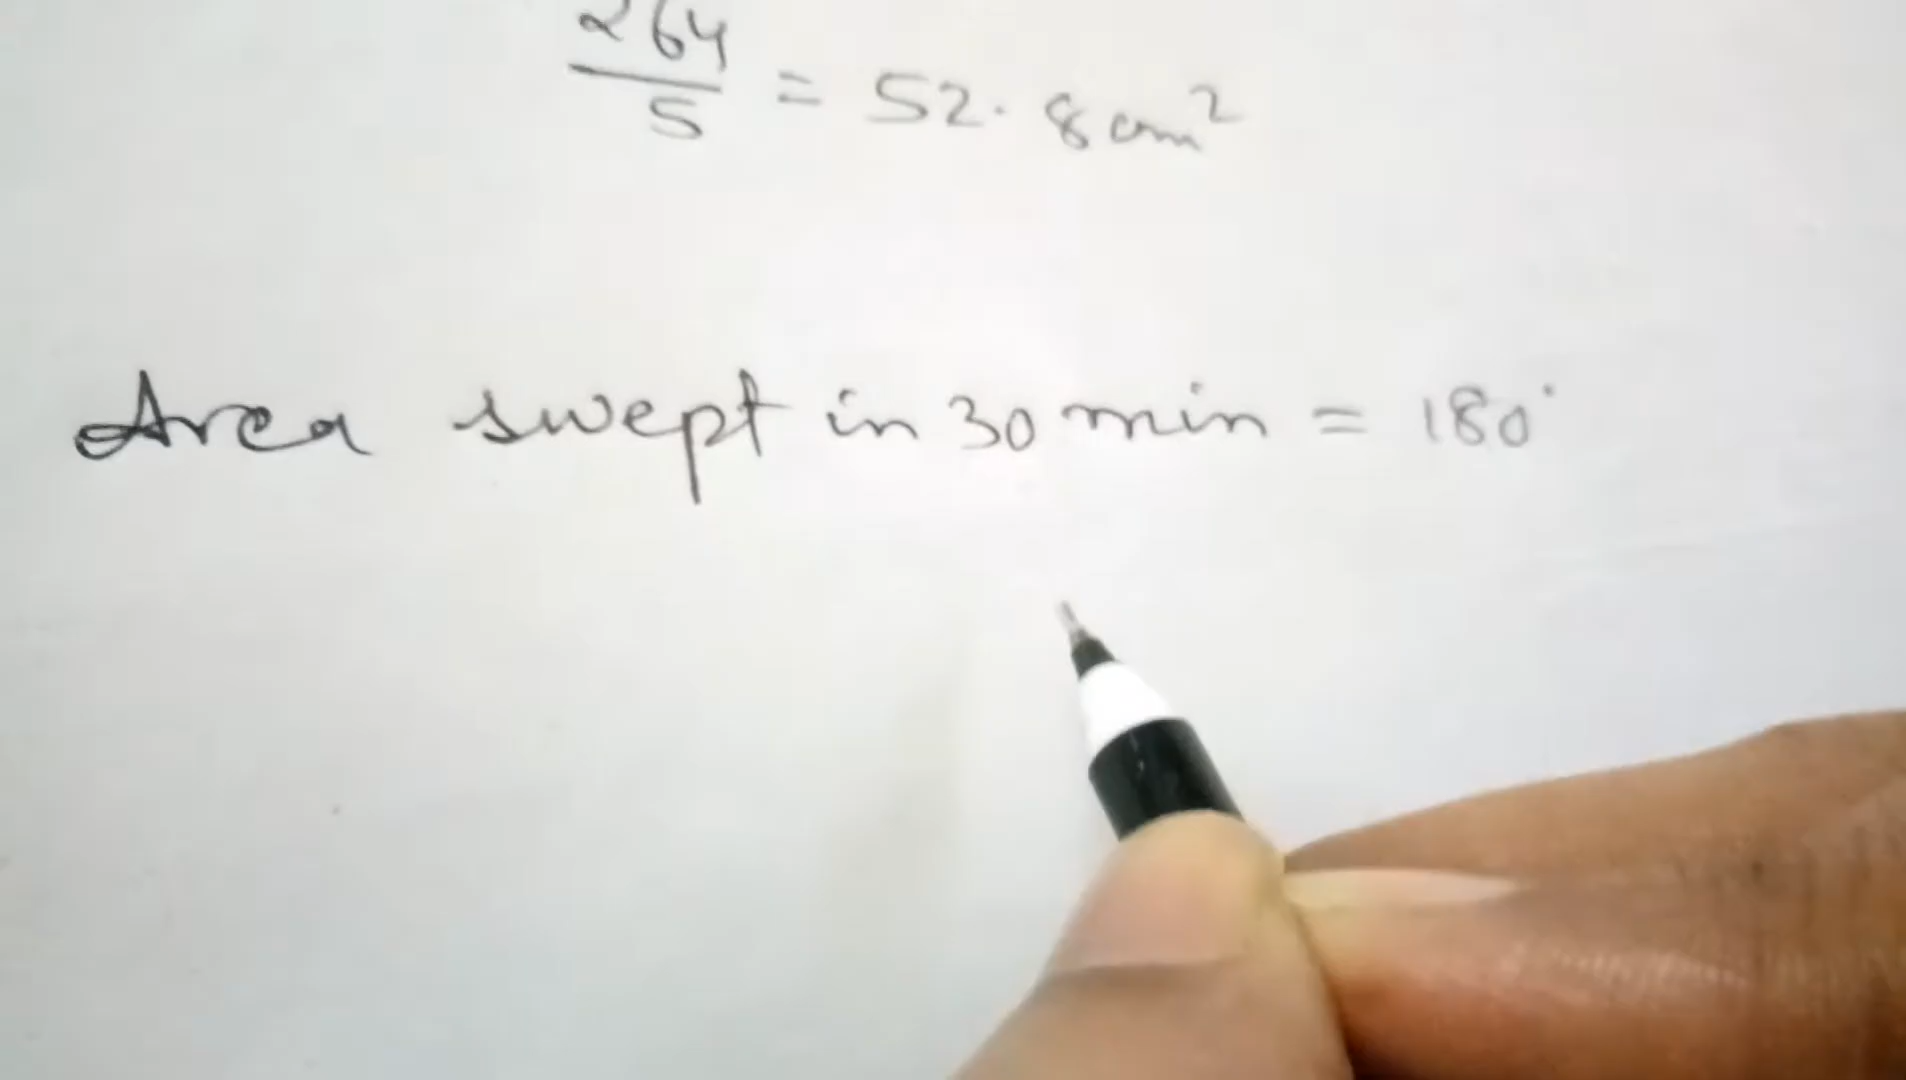 264/5 = 52.8 cm²
Area swept in 30 min = 180°